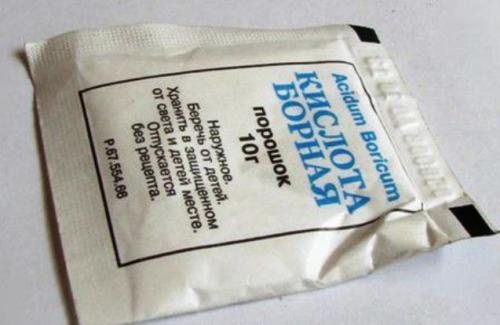 Acidum Boricum
КИСЛОТА
БОРНАЯ
порошок
10г
Наружное.
Беречь от детей.
Хранить в защищенном
от света и детей месте.
Отпускается
без рецепта.
Р.67.554.66